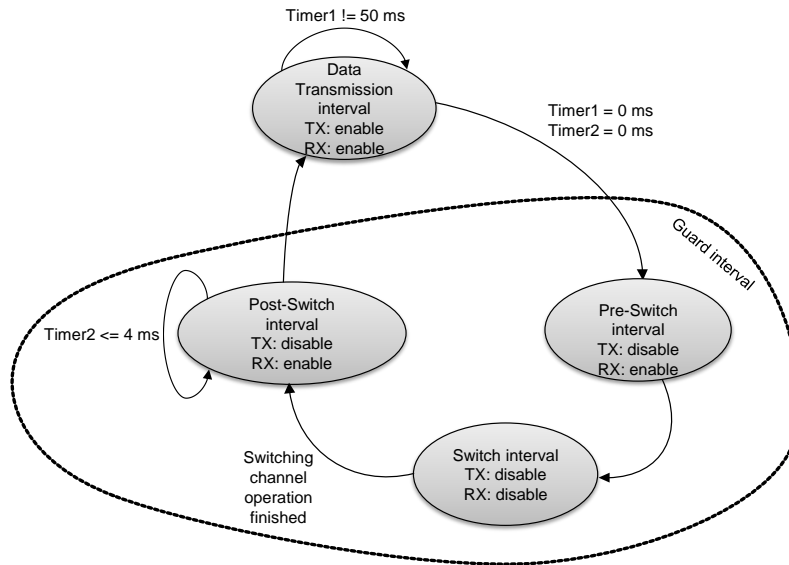 Timer1 != 50 ms
Data
Transmission
interval
TX: enable
RX: enable
Timer1 = 0 ms
Timer2 = 0 ms
Guard interval
Post-Switch
interval
TX: disable
RX: enable
Timer2 <= 4 ms
Pre-Switch
interval
TX: disable
RX: enable
Switch interval
TX: disable
RX: disable
Switching
channel
operation
finished